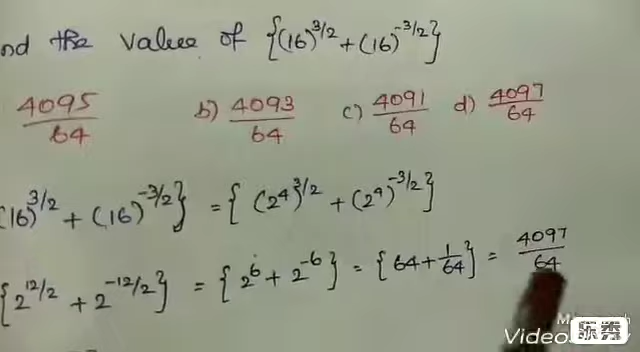 nd the value of {(16)^3/2 + (16)^-3/2}
4095/64 b) 4093/64 c) 4091/64 d) 4097/64
(16)^3/2 + (16)^-3/2} = {(2^4)^3/2 + (2^4)^-3/2}
{2^12/2 + 2^-12/2} = {2^6 + 2^-6} = {64 + 1/64} = 4097/64
Video